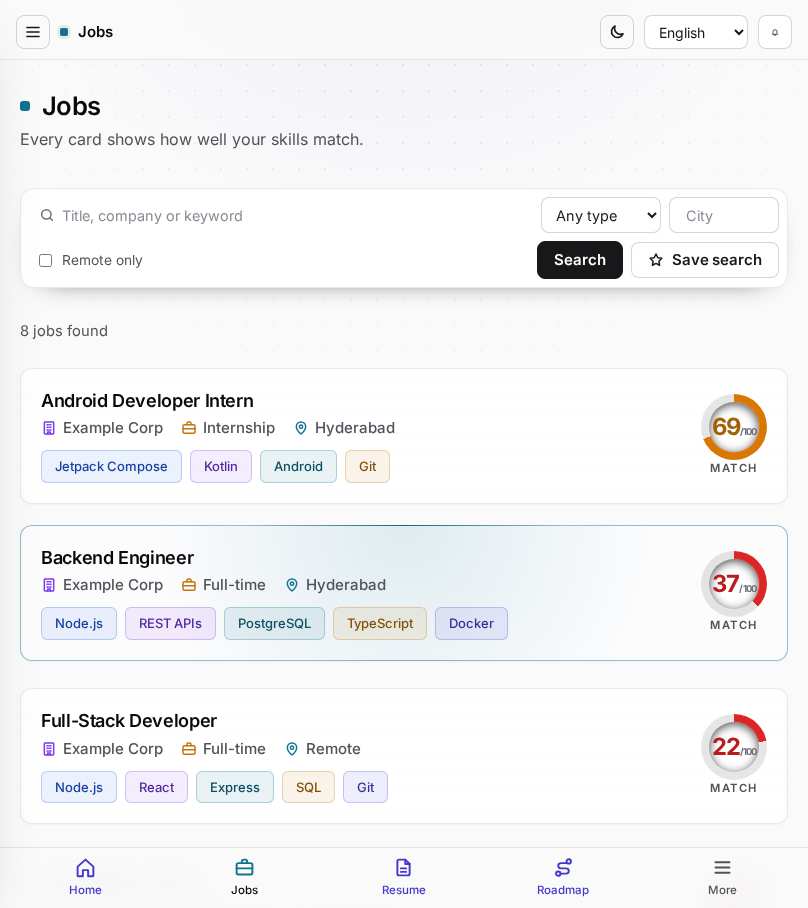 Jobs
English
Jobs
Every card shows how well your skills match.
Title, company or keyword
Any type
City
Remote only
Search
Save search
8 jobs found
Android Developer Intern
Example Corp Internship Hyderabad
Jetpack Compose Kotlin Android Git
69/100
MATCH
Backend Engineer
Example Corp Full-time Hyderabad
Node.js REST APIs PostgreSQL TypeScript Docker
37/100
MATCH
Full-Stack Developer
Example Corp Full-time Remote
Node.js React Express SQL Git
22/100
MATCH
Home Jobs Resume Roadmap More